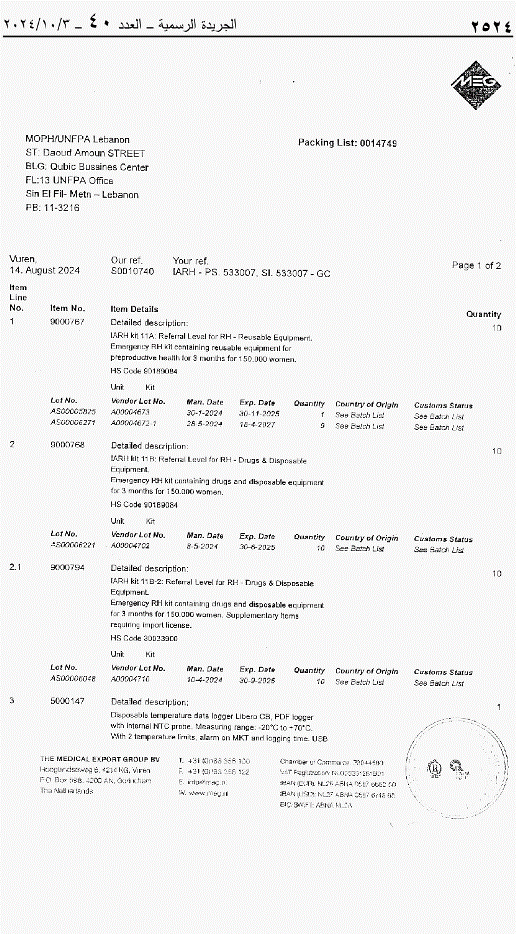 ٢٥٢٤
الجريدة الرسمية – العدد ٤٠ – ٢٠٢٤/١٠/٣
MEG
MOPH/UNFPA Lebanon
ST: Daoud Amoun STREET
BLG: Qubic Bussines Center
FL:13 UNFPA Office
Sin El Fil- Metn – Lebanon
PB: 11-3216
Packing List: 0014749
Vuren, Our ref. Your ref.
14. August 2024 S0010740 IARH - PS. 533007, SI. 533007 - GC
Page 1 of 2
Item
Line
No. Item No. Item Details Quantity
1 9000767 Detailed description: 10
IARH kit 11A: Referral Level for RH - Reusable Equipment.
Emergency RH kit containing reusable equipment for
preproductive health for 3 months for 150.000 women.
HS Code 90189084
Unit Kit
Lot No. Vendor Lot No. Man. Date Exp. Date Quantity Country of Origin Customs Status
AS00005875 A00004673 30-1-2024 30-11-2025 1 See Batch List See Batch List
AS00006271 A00004673-1 28-5-2024 9 See Batch List See Batch List
2 9000768 Detailed description: 10
IARH kit 11B: Referral Level for RH - Drugs & Disposable
Equipment.
Emergency RH kit containing drugs and disposable equipment
for 3 months for 150.000 women.
HS Code 90189084
Unit Kit
Lot No. Vendor Lot No. Man. Date Exp. Date Quantity Country of Origin Customs Status
AS00006221 A00004702 8-5-2024 30-6-2025 10 See Batch List See Batch List
2.1 9000794 Detailed description: 10
IARH kit 11B-2: Referral Level for RH - Drugs & Disposable
Equipment.
Emergency RH kit containing drugs and disposable equipment
for 3 months for 150.000 women. Supplementary Items
requiring import license.
HS Code 30033900
Unit Kit
Lot No. Vendor Lot No. Man. Date Exp. Date Quantity Country of Origin Customs Status
AS00006048 A00004716 10-4-2024 30-9-2025 10 See Batch List See Batch List
3 5000147 Detailed description: 1
Disposable temperature data logger Libero CB, PDF logger
with internal NTC probe. Measuring range: -20°C to +70°C.
With 2 temperature limits, alarm on MKT and logging time. USB
THE MEDICAL EXPORT GROUP BV
Vuren
The Netherlands
W. www.meg.nl
Chamber of Commerce